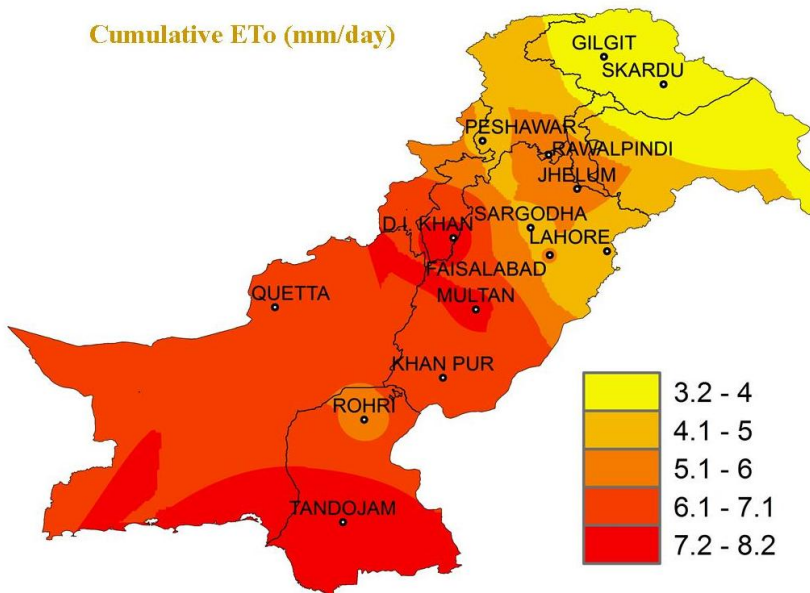 Cumulative ETo (mm/day)
GILGIT
SKARDU
PESHAWAR
RAWALPINDI
JHELUM
SARGODHA
D.I. KHAN
LAHORE
FAISALABAD
QUETTA
MULTAN
KHAN PUR
ROHRI
TANDOJAM
3.2 - 4
4.1 - 5
5.1 - 6
6.1 - 7.1
7.2 - 8.2